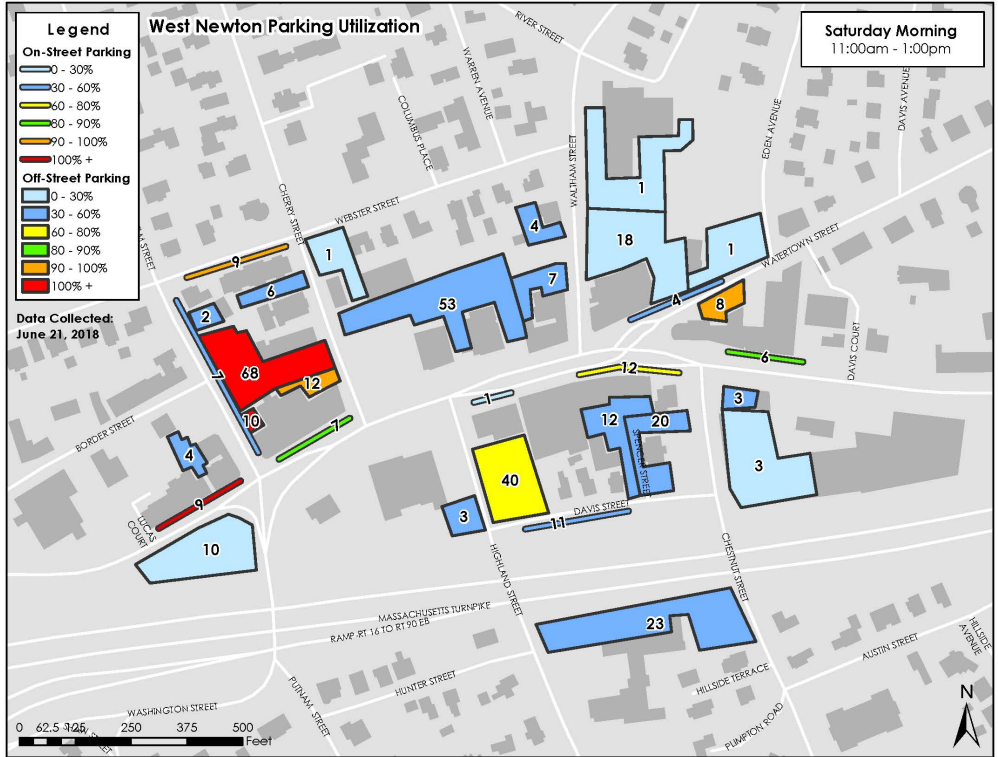 Legend
On-Street Parking
0 - 30%
30 - 60%
60 - 80%
80 - 90%
90 - 100%
100% +
Off-Street Parking
0 - 30%
30 - 60%
60 - 80%
80 - 90%
90 - 100%
100% +
Data Collected:
June 21, 2018
West Newton Parking Utilization
Saturday Morning
11:00am - 1:00pm
RIVER STREET
WARREN AVENUE
COLUMBUS PLACE
WALTHAM STREET
EDEN AVENUE
DAVIS AVENUE
CHERRY STREET
WEBSTER STREET
WATERTOWN STREET
STREET
DAVIS COURT
BORDER STREET
LUCAS
COURT
SPENCER STREET
DAVIS STREET
HIGHLAND STREET
CHESTNUT STREET
MASSACHUSETTS TURNPIKE
RAMP-RT 16 TO RT 90 EB
HUNTER STREET
PUTNAM STREET
WASHINGTON STREET
STREET
HILLSIDE TERRACE
AUSTIN STREET
HILLSIDE
AVENUE
PLIMPTON ROAD
1
18
1
4
8
4
7
53
1
9
6
2
7
68
12
10
7
4
9
10
1
12
6
3
3
12
20
40
3
11
23
0 62.5 125 250 375 500
Feet
N